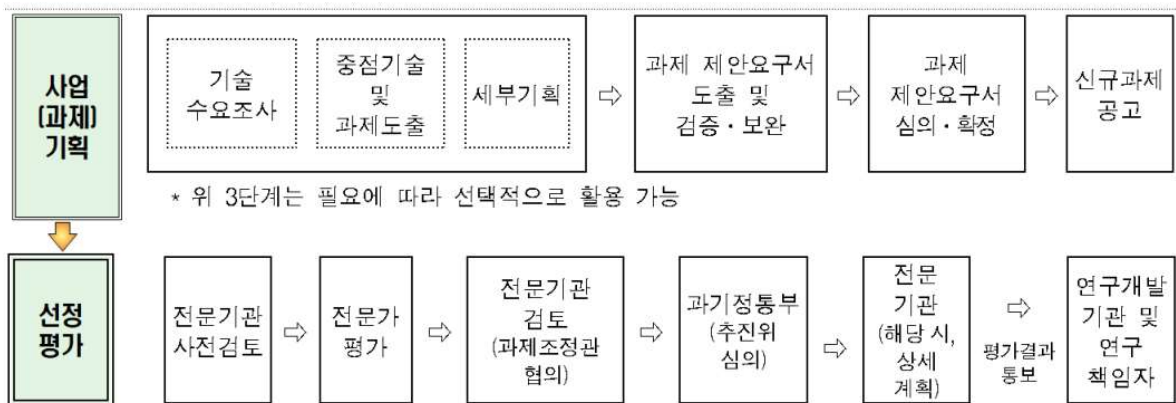 사업
(과제)
기획
기술
수요조사
중점기술
및
과제도출
세부기획
⇨
과제 제안요구서
도출 및
검증·보완
⇨
과제
제안요구서
심의·확정
⇨
신규과제
공고
* 위 3단계는 필요에 따라 선택적으로 활용 가능
선정
평가
전문기관
사전검토
⇨
전문가
평가
⇨
전문기관
검토
(과제조정관
협의)
⇨
과기정통부
(추진위
심의)
⇨
전문
기관
(해당 시,
상세
계획)
⇨
평가결과
통보
연구개발
기관 및
연구
책임자